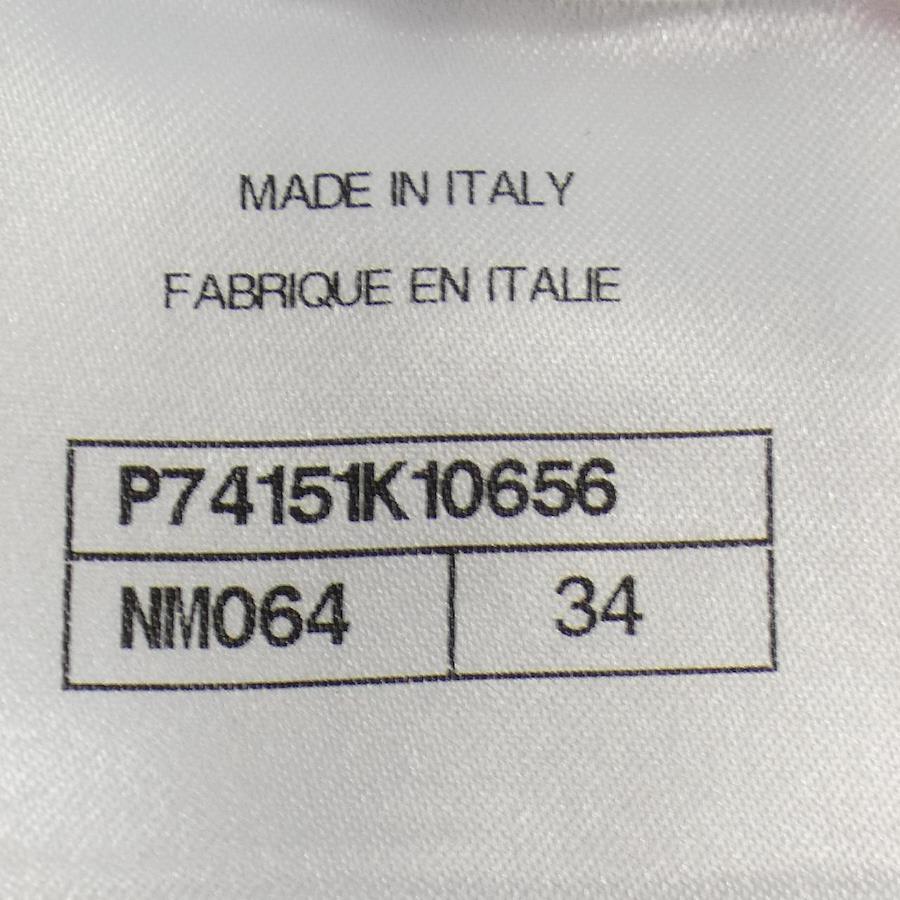 MADE IN ITALY
FABRIQUE EN ITALIE
P74151K10656
NM064 34